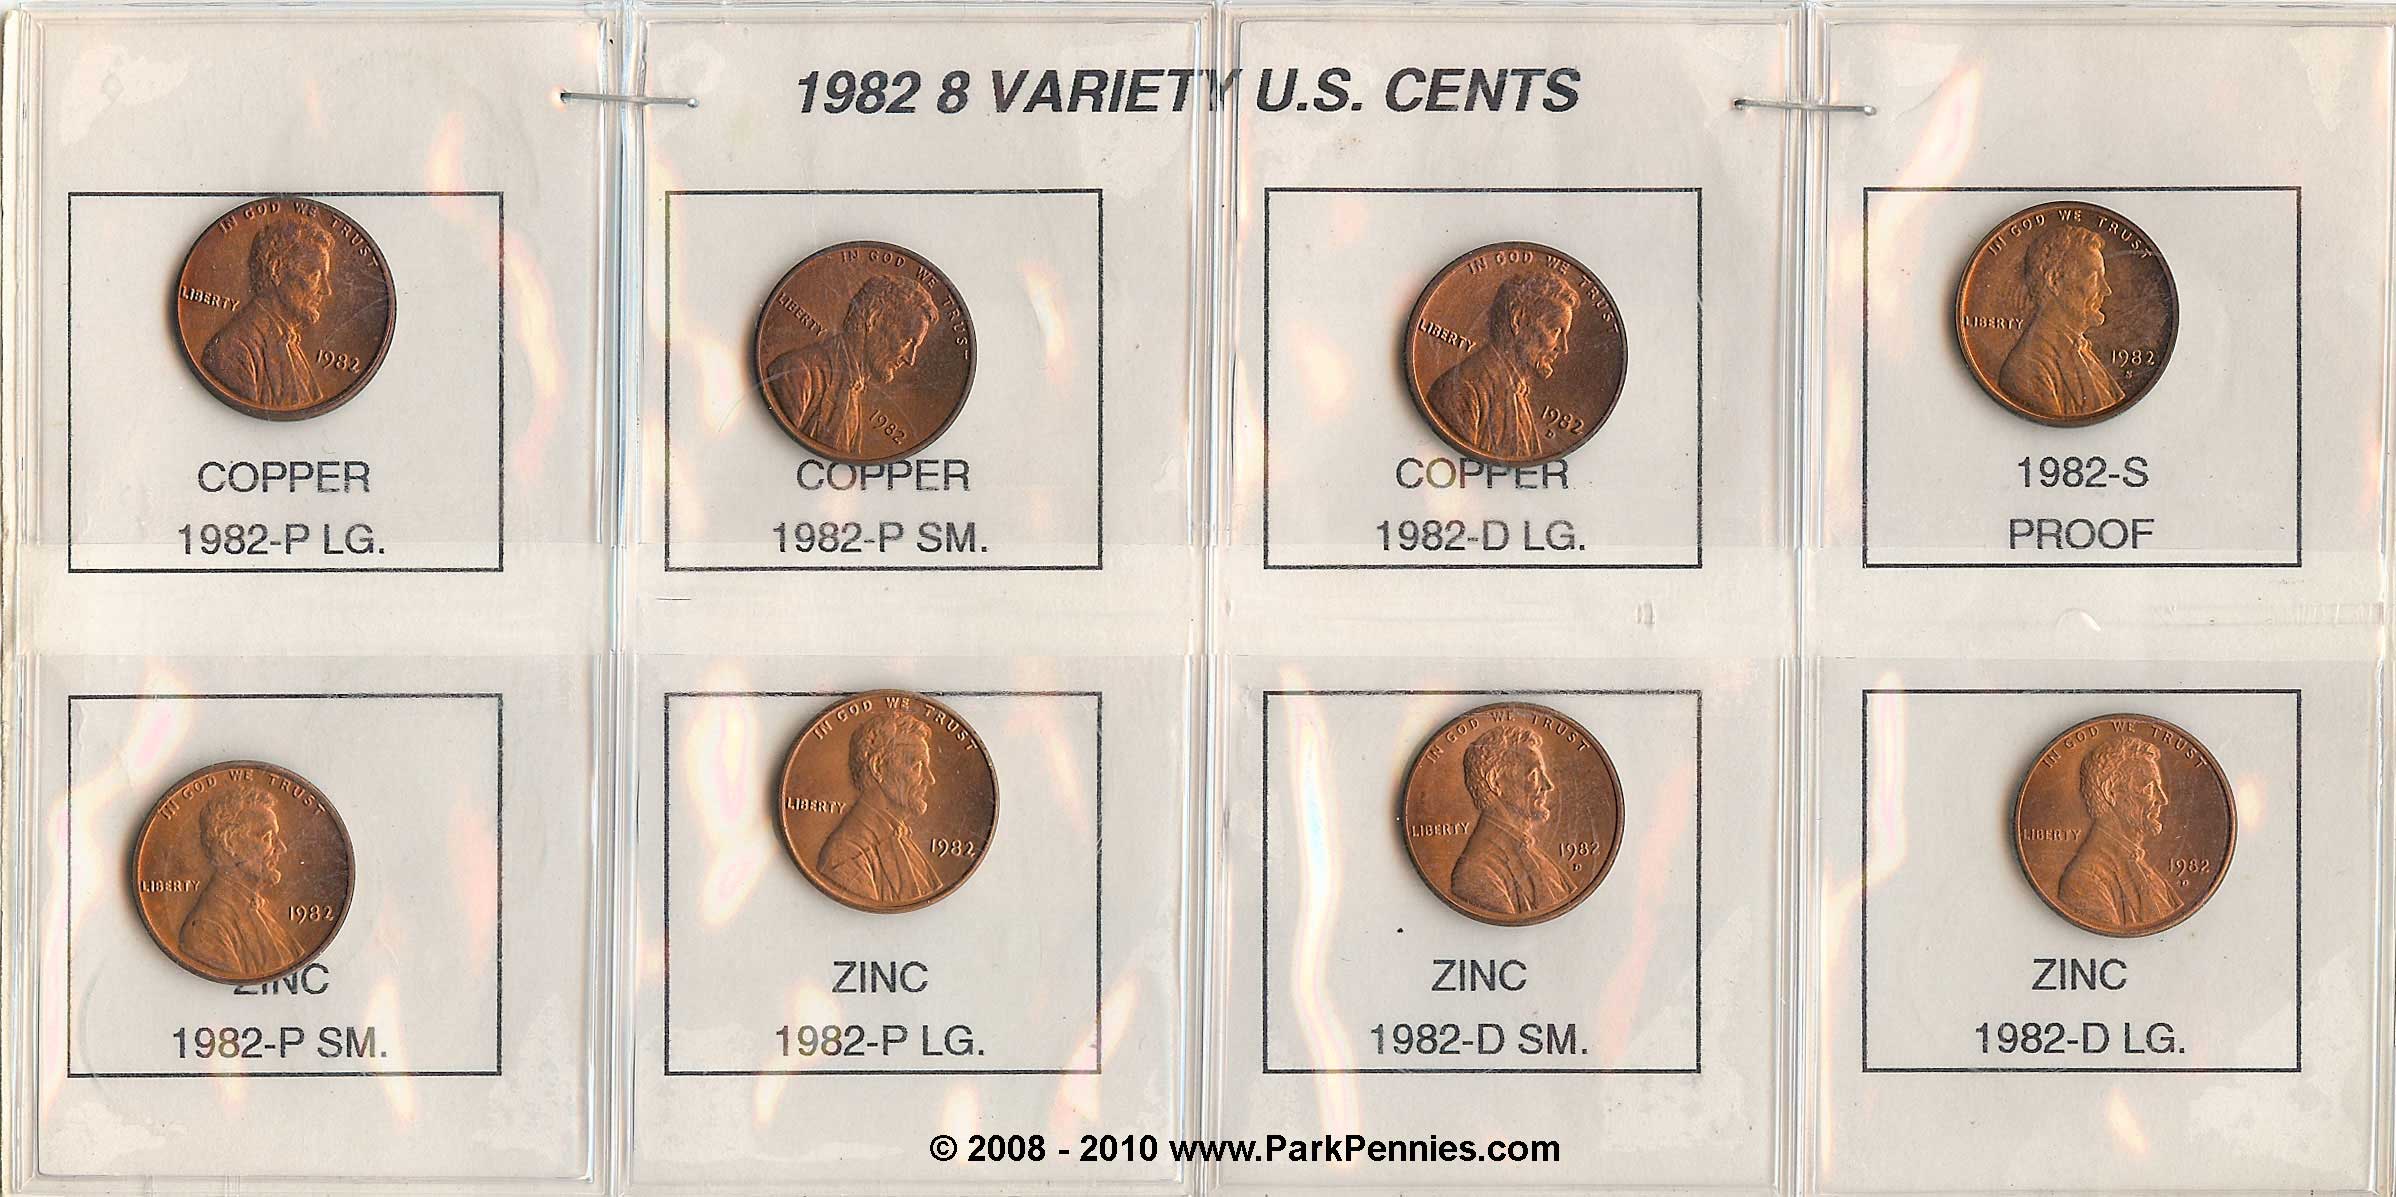 1982 8 VARIETY U.S. CENTS
IN GOD WE TRUST
LIBERTY
1982
COPPER
1982-P LG.
IN GOD WE TRUST
LIBERTY
1982
COPPER
1982-P SM.
IN GOD WE TRUST
LIBERTY
1982
D
COPPER
1982-D LG.
IN GOD WE TRUST
LIBERTY
1982
S
1982-S
PROOF
IN GOD WE TRUST
LIBERTY
1982
ZINC
1982-P SM.
IN GOD WE TRUST
LIBERTY
1982
ZINC
1982-P LG.
IN GOD WE TRUST
LIBERTY
1982
D
ZINC
1982-D SM.
IN GOD WE TRUST
LIBERTY
1982
D
ZINC
1982-D LG.
© 2008 - 2010 www.ParkPennies.com